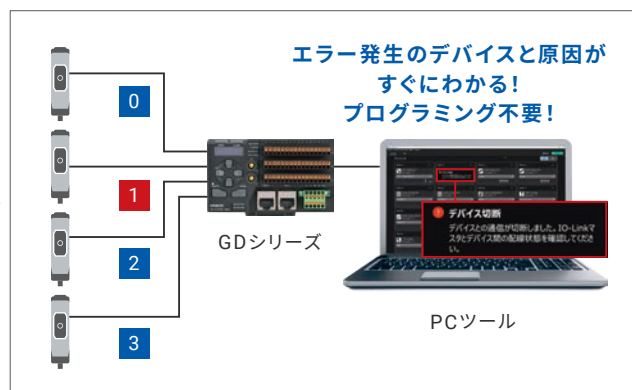 エラー発生のデバイスと原因が
すぐにわかる!
プログラミング不要!
0
1
2
3
GDシリーズ
デバイス切断
デバイスとの通信が切断しました。IO-Linkマ
スタとデバイス間の配線状態を確認してくださ
い。
PCツール